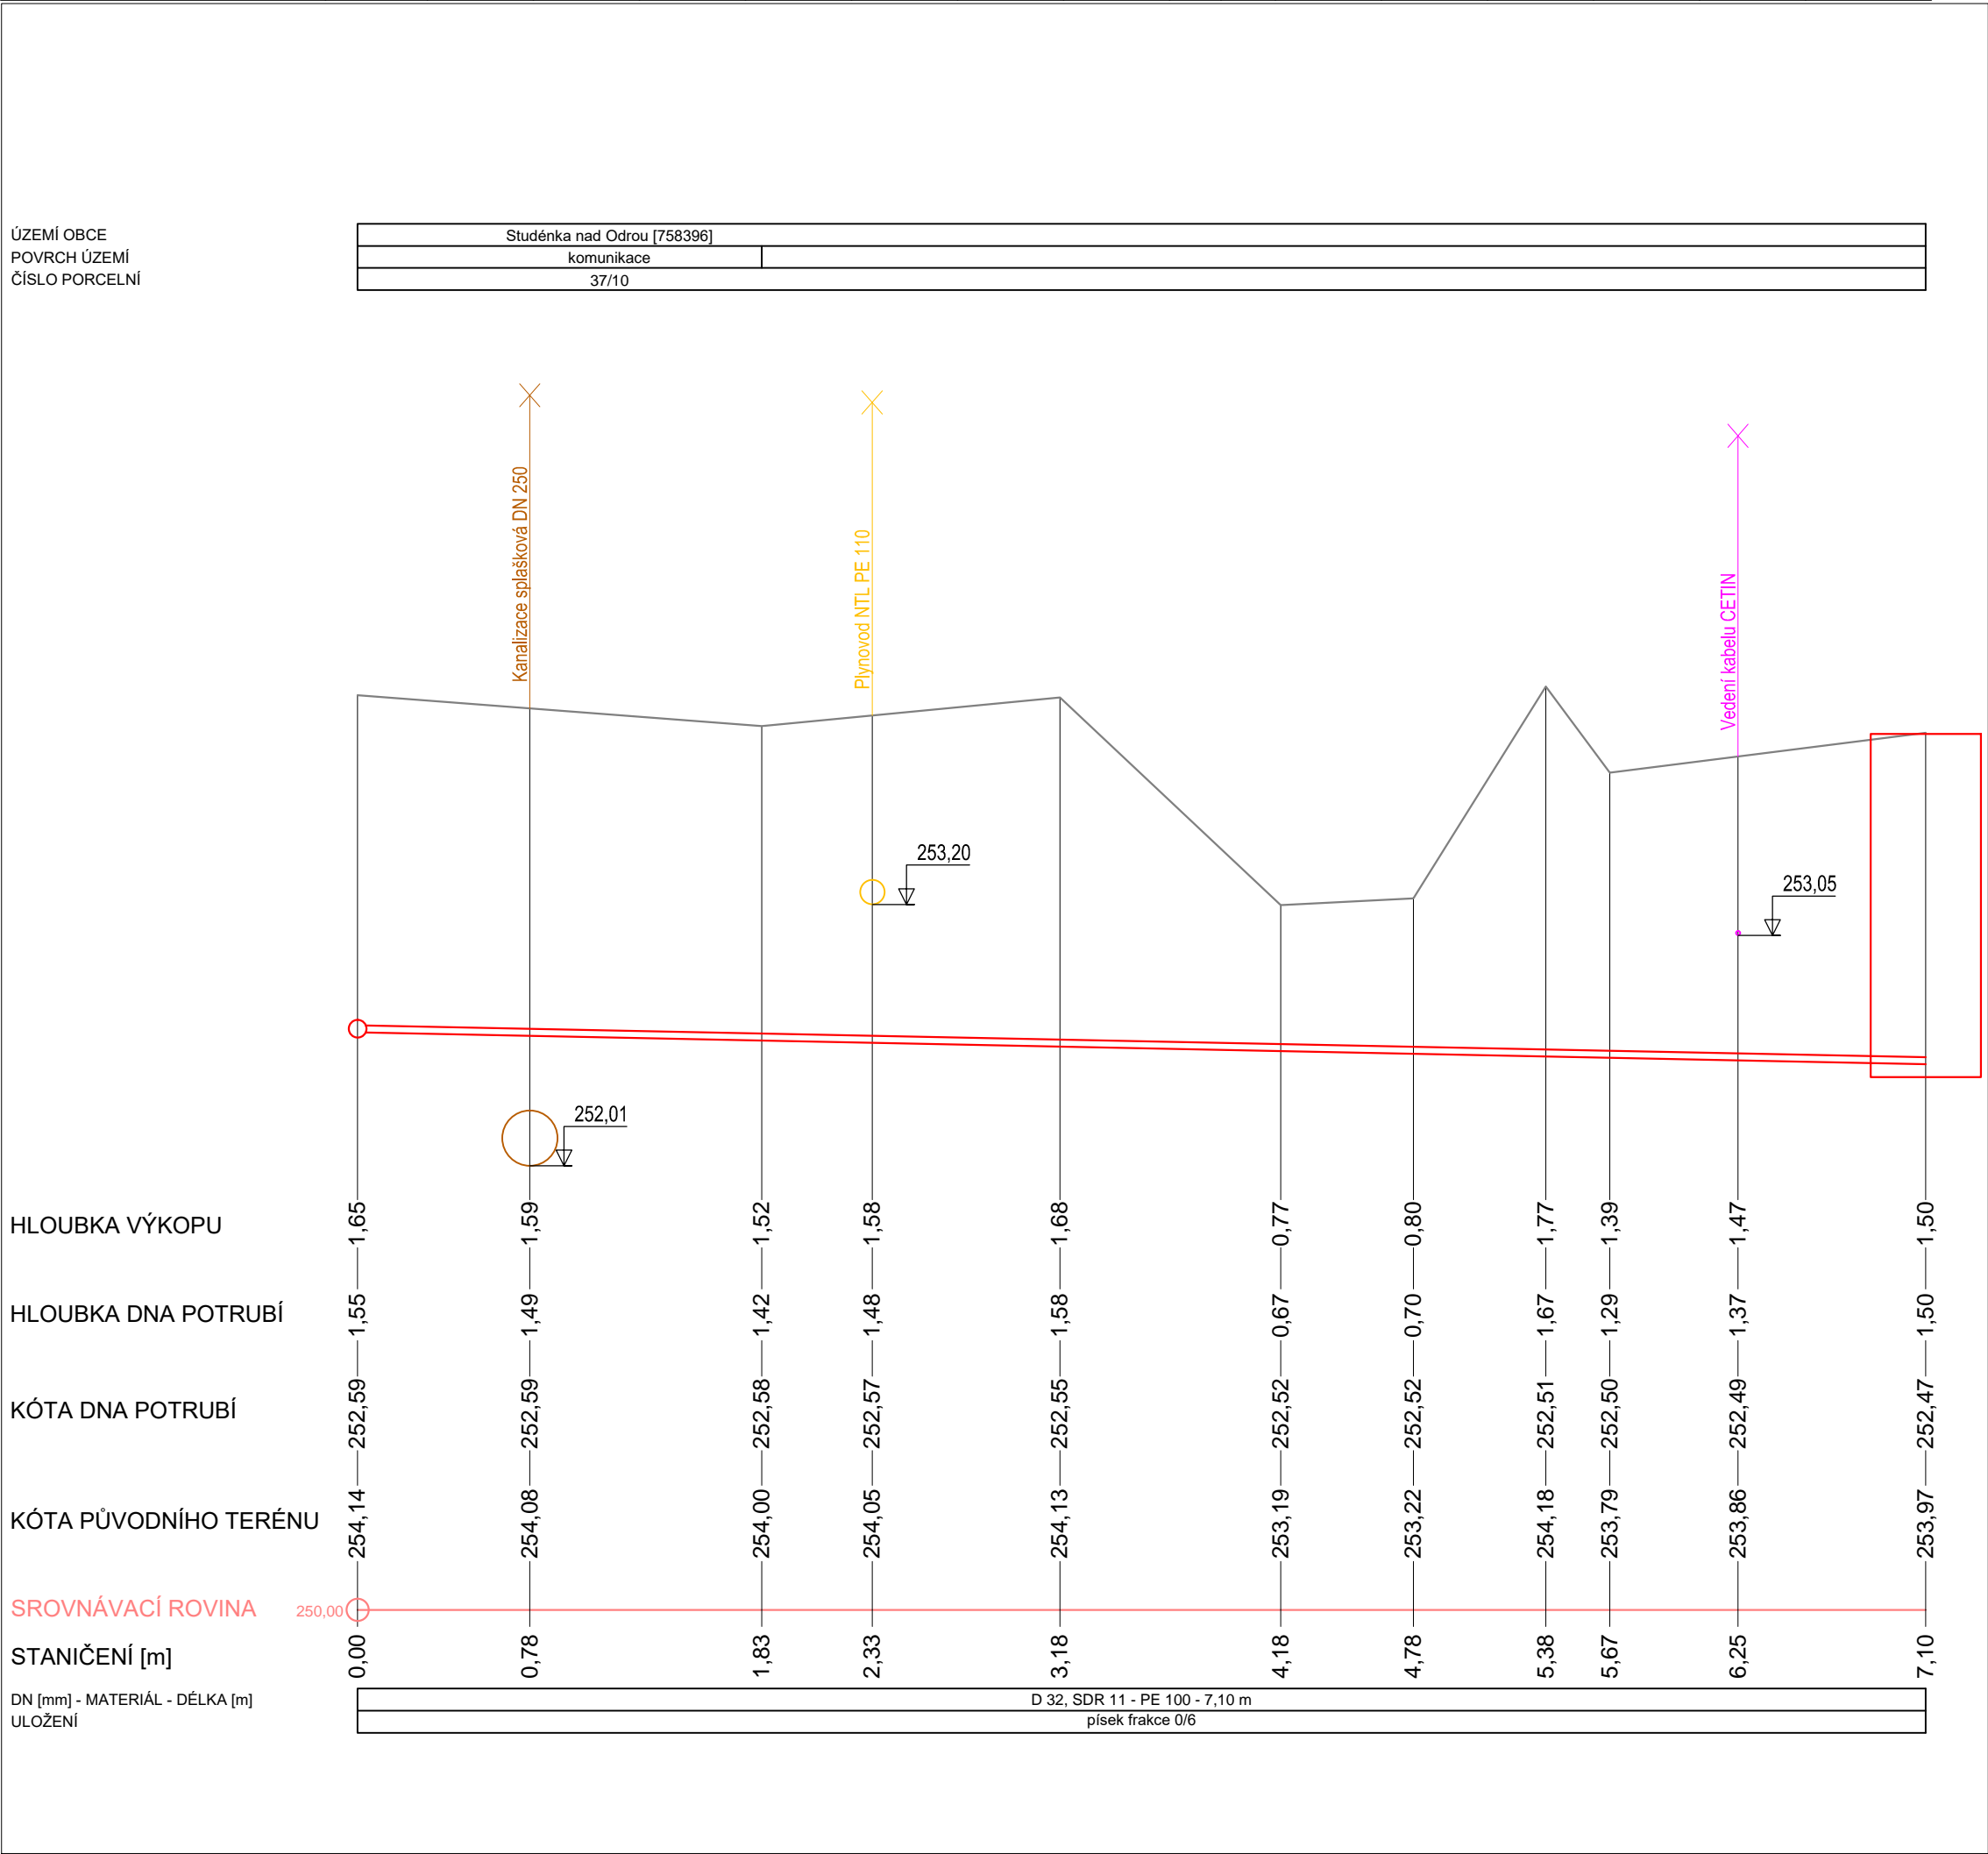 ÚZEMÍ OBCE Studénka nad Odrou [758396]
POVRCH ÚZEMÍ komunikace
ČÍSLO PORCELNÍ 37/10
Kanalizace splašková DN 250
Plynovod NTL PE 110
Vedení kabelu CETIN
253,20
253,05
252,01
HLOUBKA VÝKOPU 1,65 1,59 1,52 1,58 1,68 0,77 0,80 1,77 1,39 1,47 1,50
HLOUBKA DNA POTRUBÍ 1,55 1,49 1,42 1,48 1,58 0,67 0,70 1,67 1,29 1,37 1,50
KÓTA DNA POTRUBÍ 252,59 252,59 252,58 252,57 252,55 252,52 252,52 252,51 252,50 252,49 252,47
KÓTA PŮVODNÍHO TERÉNU 254,14 254,08 254,00 254,05 254,13 253,19 253,22 254,18 253,79 253,86 253,97
SROVNÁVACÍ ROVINA 250,00
STANIČENÍ [m] 0,00 0,78 1,83 2,33 3,18 4,18 4,78 5,38 5,67 6,25 7,10
DN [mm] - MATERIÁL - DÉLKA [m] D 32, SDR 11 - PE 100 - 7,10 m
ULOŽENÍ písek frakce 0/6